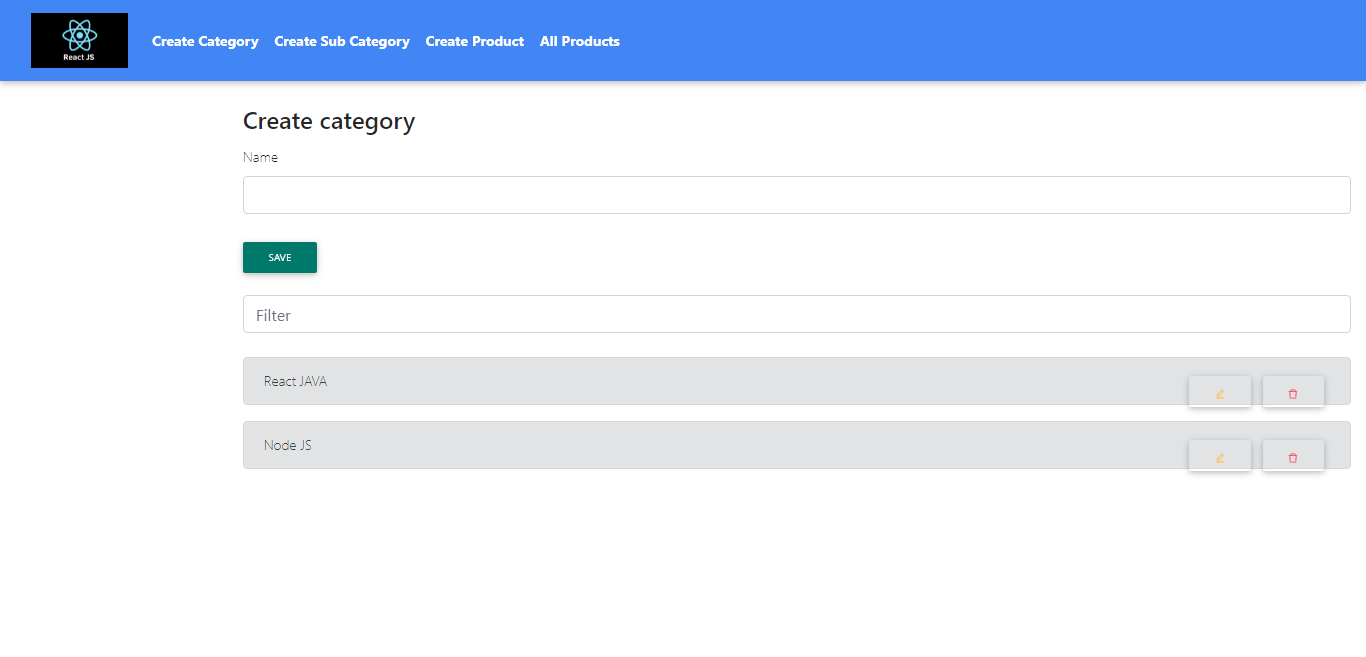 React JS
Create Category Create Sub Category Create Product All Products
Create category
Name
SAVE
Filter
React JAVA
Node JS